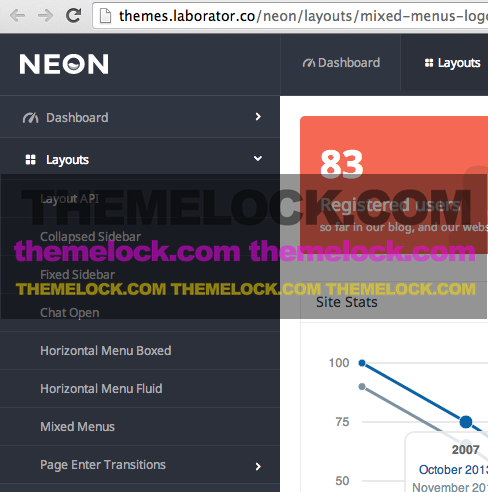 themes.laborator.co/neon/layouts/mixed-menus-logo
NEON
Dashboard
Layouts
Dashboard
Layouts
83
Registered users
so far in our blog, and our webs
Layout API
THEMELOCK.COM
Collapsed Sidebar
themelock.com themelock.com
Fixed Sidebar
THEMELOCK.COM THEMELOCK.COM THEMELOCK.COM
Chat Open
Site Stats
Horizontal Menu Boxed
Horizontal Menu Fluid
Mixed Menus
Page Enter Transitions
100
75
50
2007
October 2013
November 201